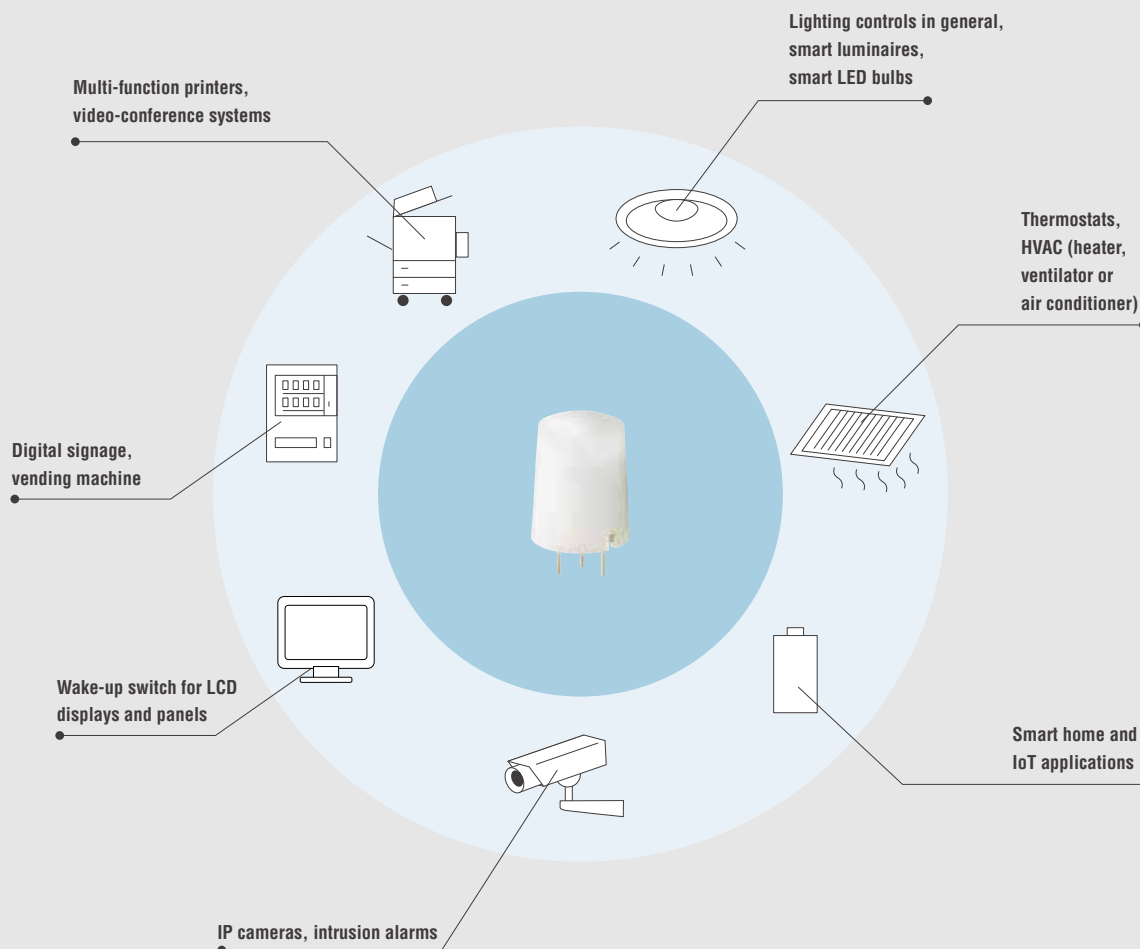 Lighting controls in general,
smart luminaires,
smart LED bulbs
Multi-function printers,
video-conference systems
Thermostats,
HVAC (heater,
ventilator or
air conditioner)
Digital signage,
vending machine
Wake-up switch for LCD
displays and panels
Smart home and
IoT applications
IP cameras, intrusion alarms